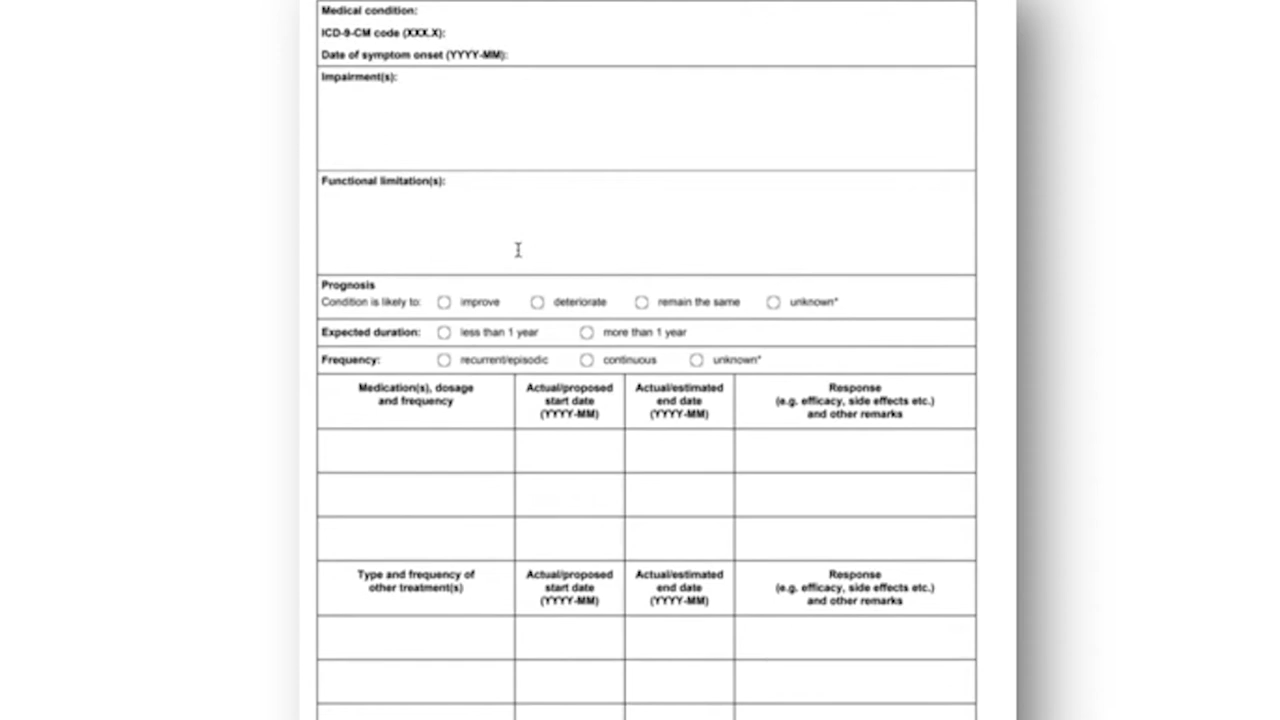 Medical condition:
ICD-9-CM code (XXX.X):
Date of symptom onset (YYYY-MM):
Impairment(s):
Functional limitation(s):
Prognosis
Condition is likely to: improve deteriorate remain the same unknown*
Expected duration: less than 1 year more than 1 year
Frequency: recurrent/episodic continuous unknown*
Medication(s), dosage
and frequency
Actual/proposed
start date
(YYYY-MM)
Actual/estimated
end date
(YYYY-MM)
Response
(e.g. efficacy, side effects etc.)
and other remarks
Type and frequency of
other treatment(s)
Actual/proposed
start date
(YYYY-MM)
Actual/estimated
end date
(YYYY-MM)
Response
(e.g. efficacy, side effects etc.)
and other remarks